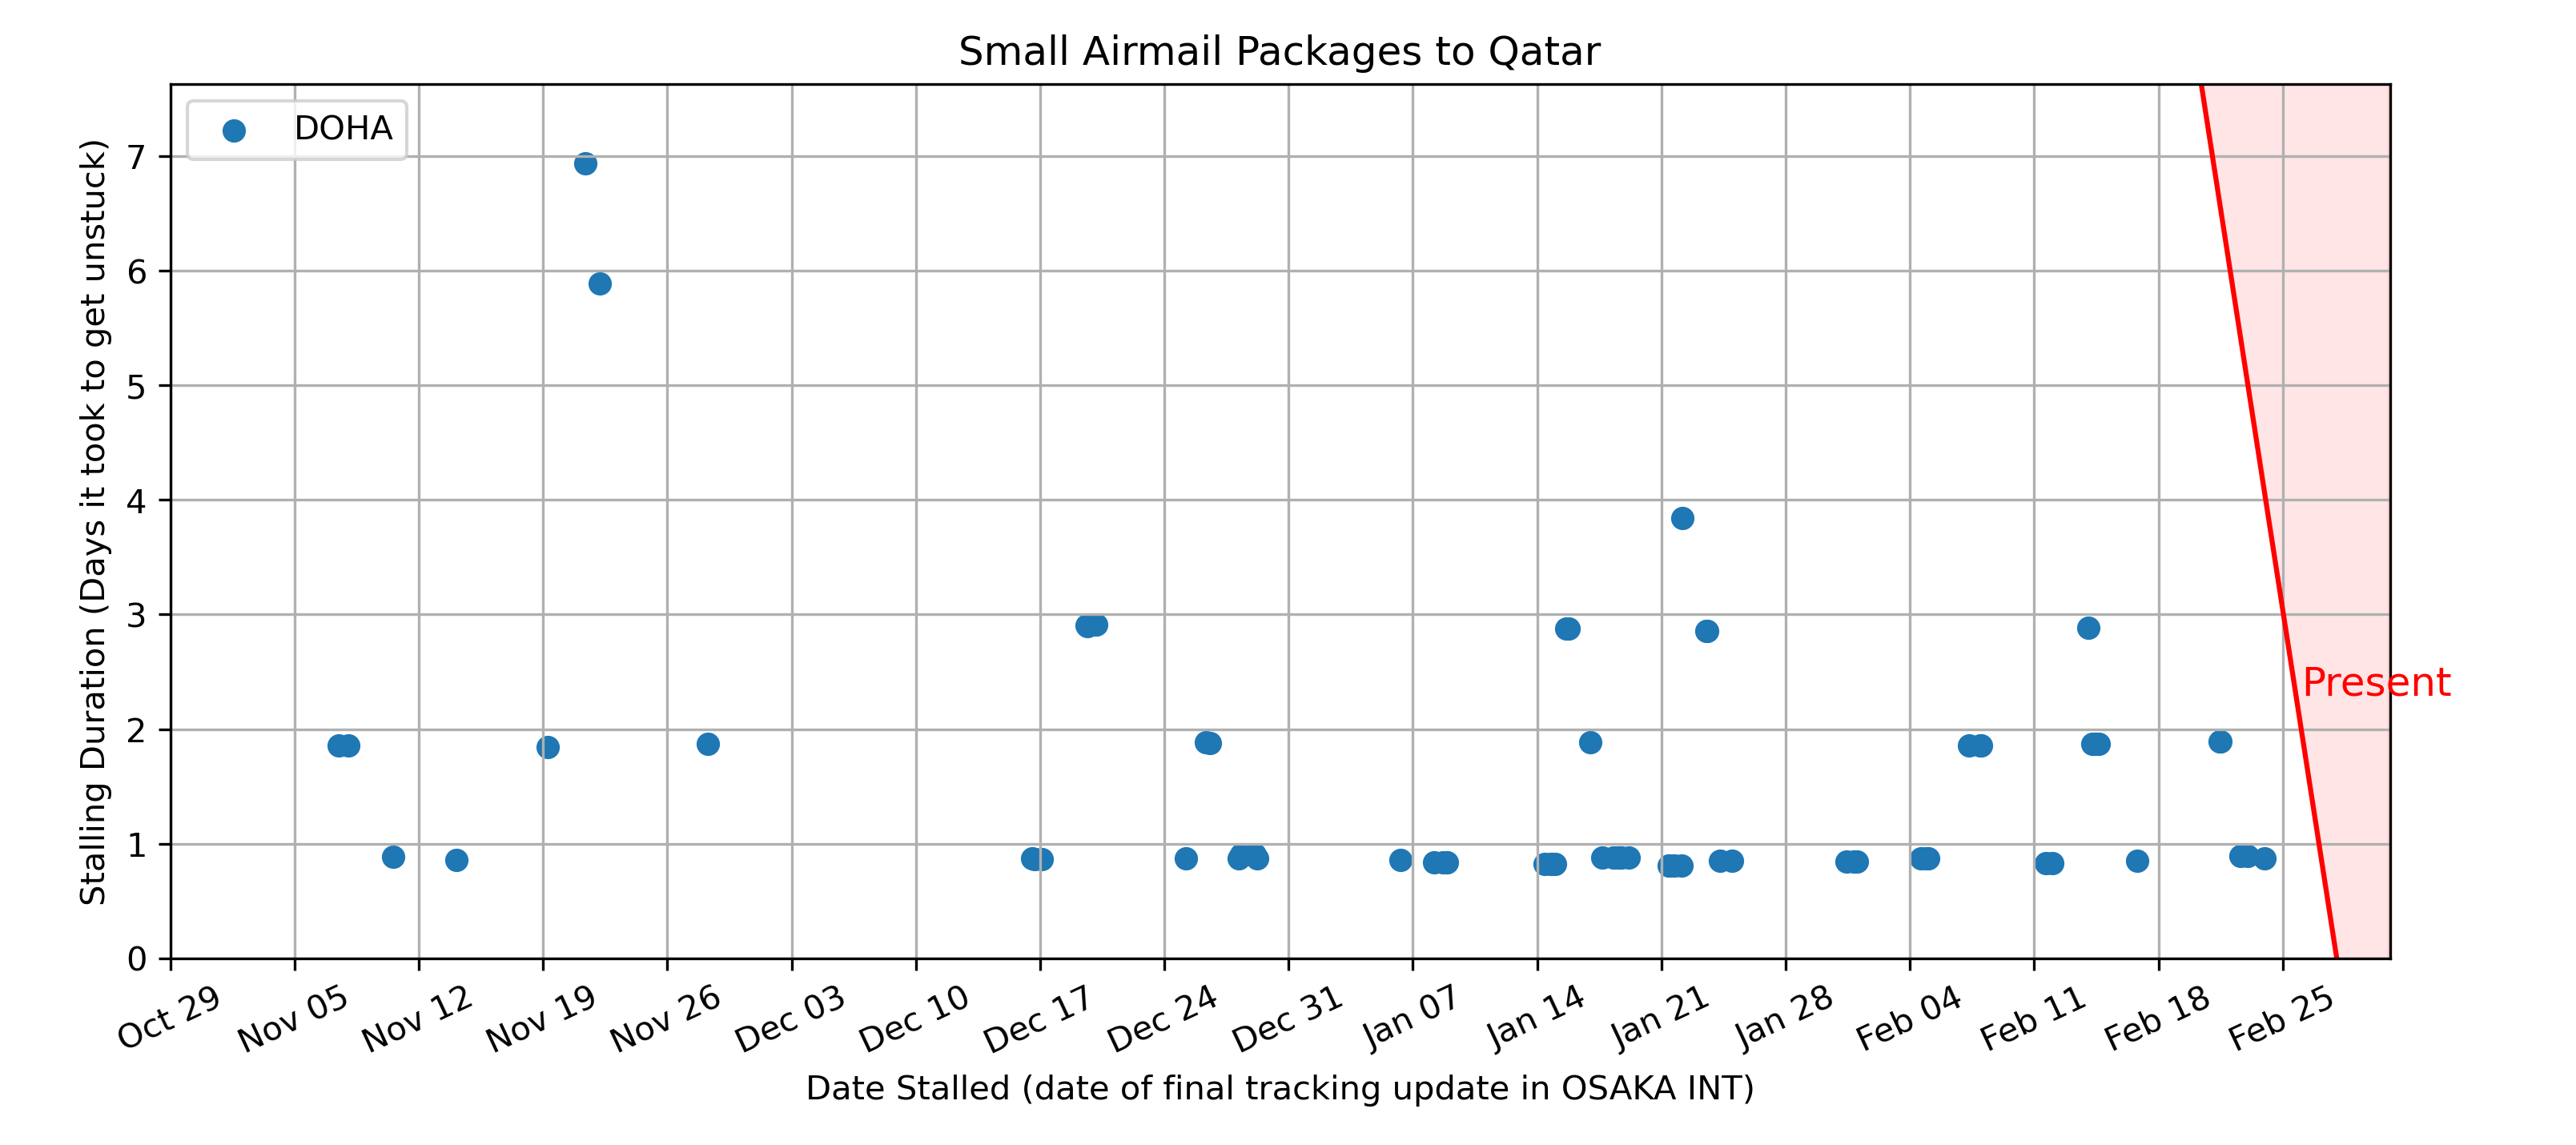 Small Airmail Packages to Qatar
DOHA
Stalling Duration (Days it took to get unstuck)
7
6
5
4
3
2
1
0
Present
Oct 29
Nov 05
Nov 12
Nov 19
Nov 26
Dec 03
Dec 10
Dec 17
Dec 24
Dec 31
Jan 07
Jan 14
Jan 21
Jan 28
Feb 04
Feb 11
Feb 18
Feb 25
Date Stalled (date of final tracking update in OSAKA INT)